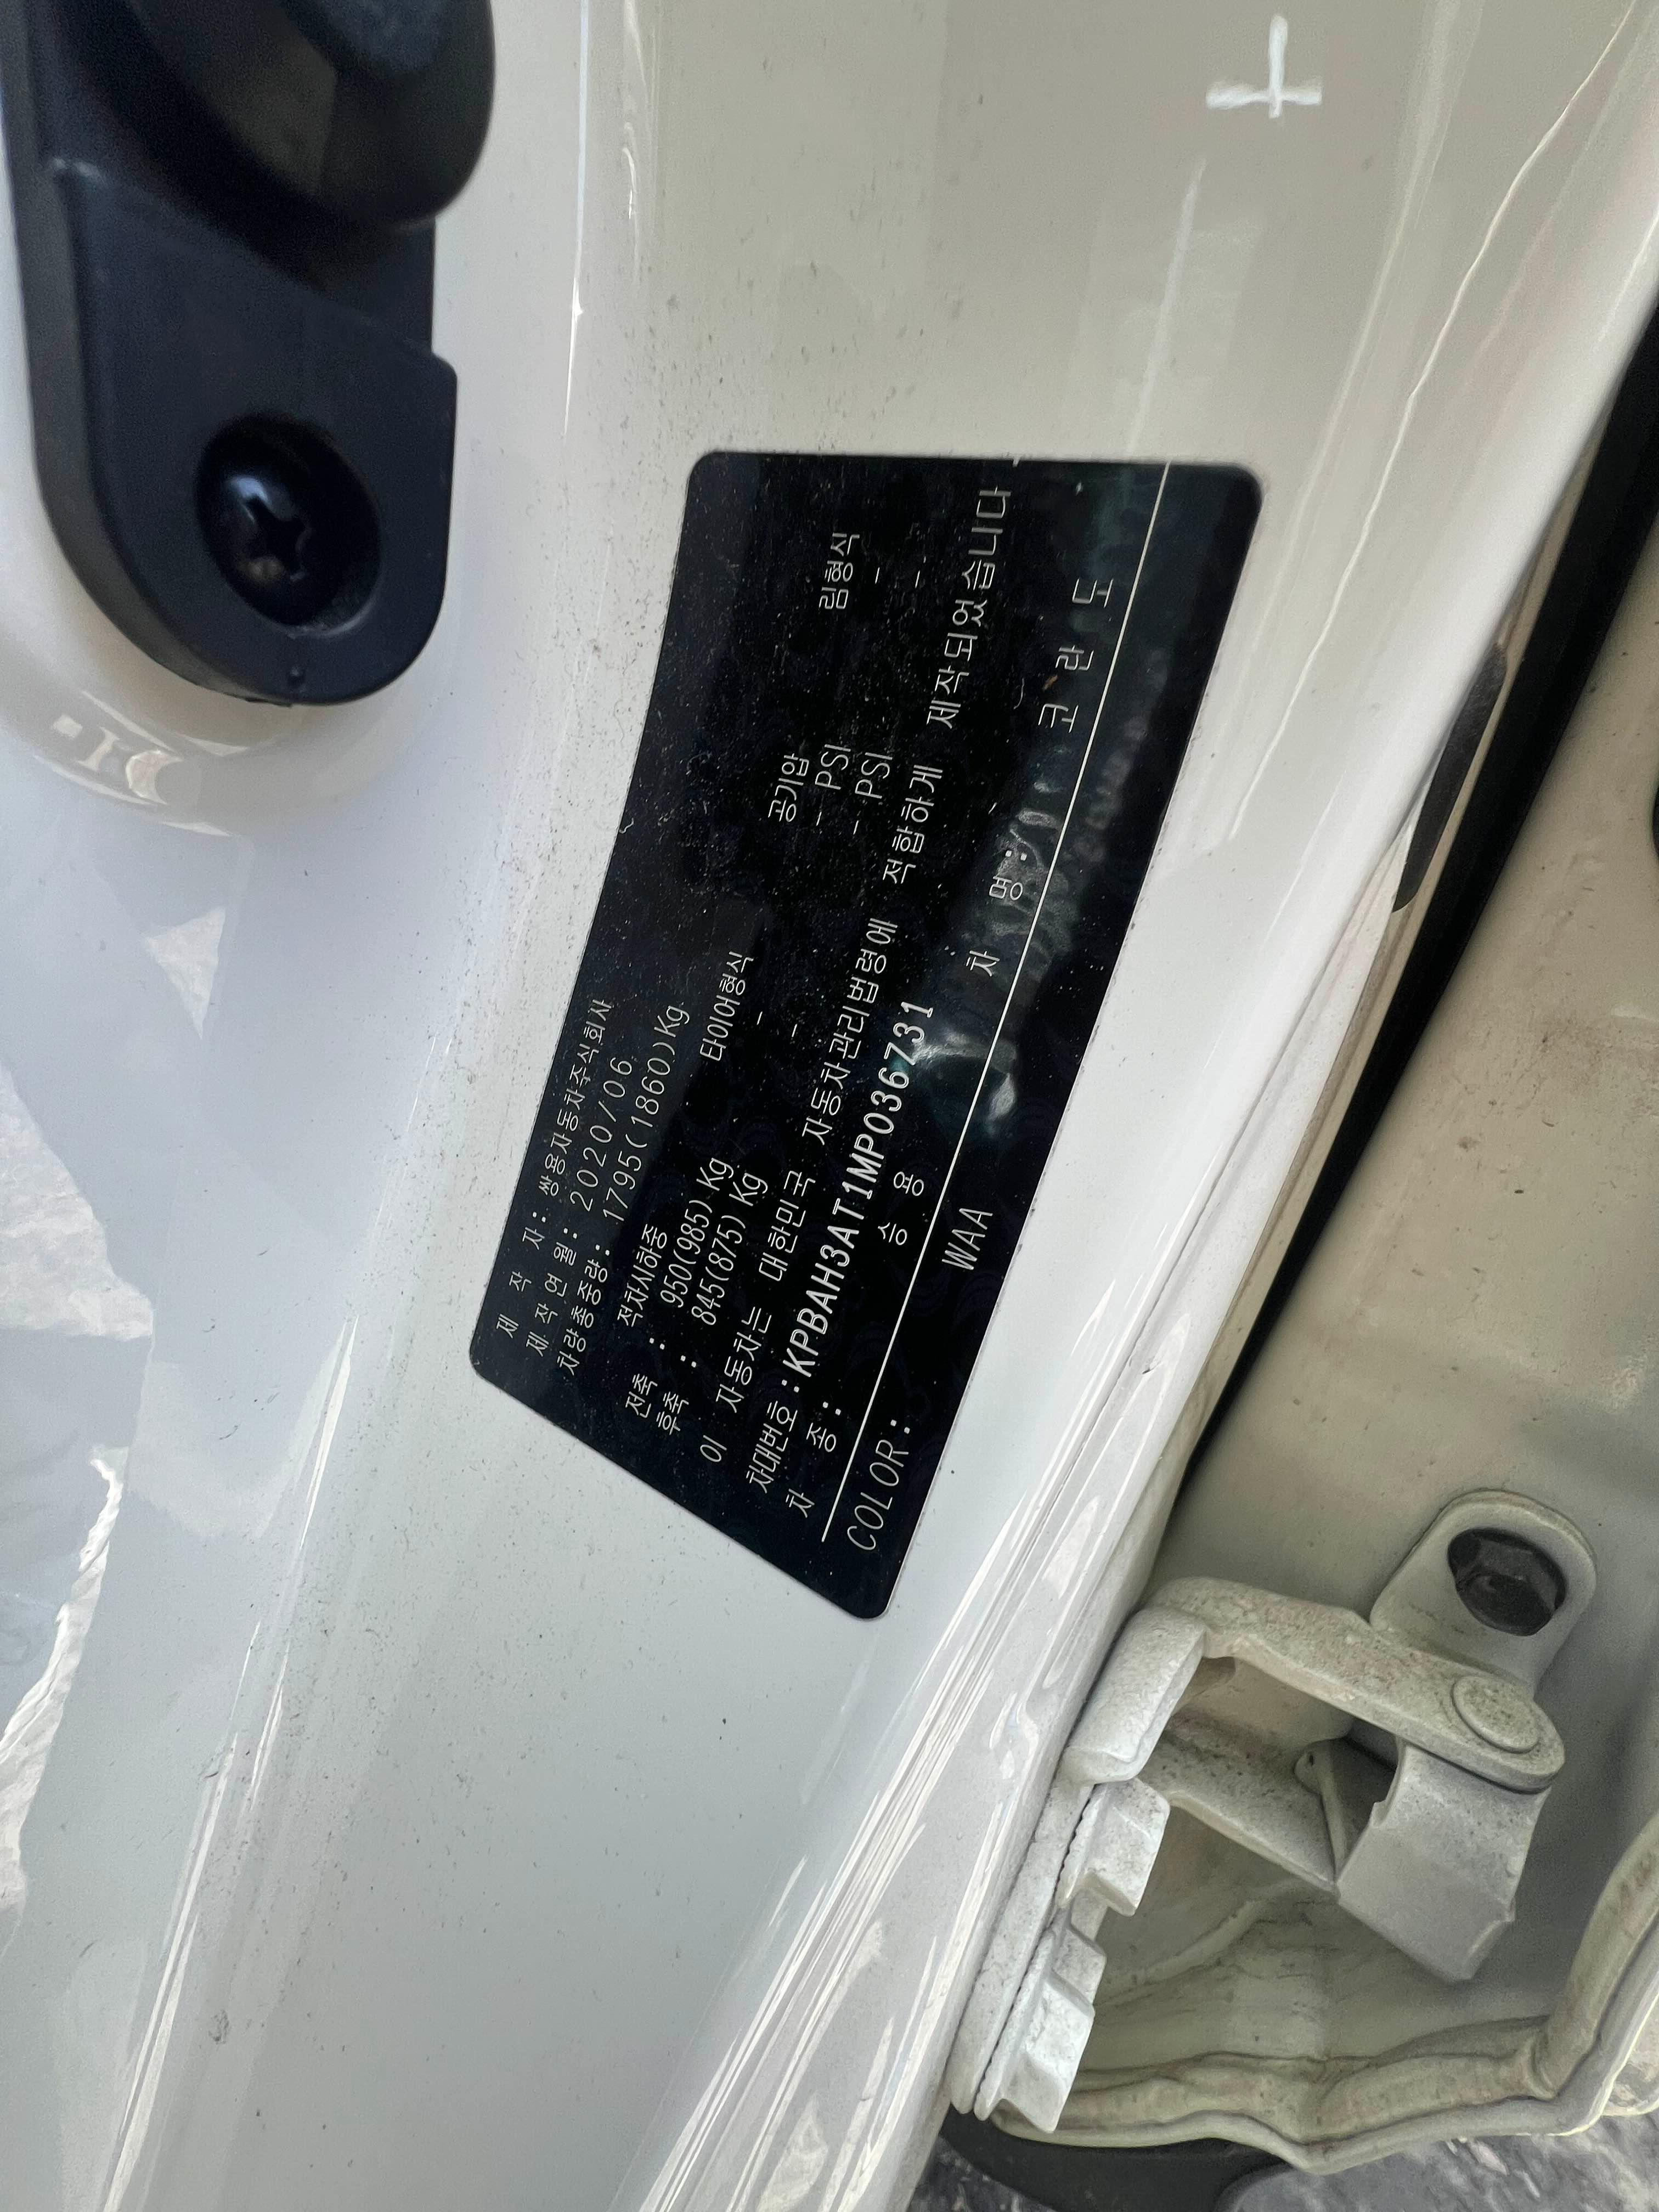 제 작 자: 쌍용자동차주식회사
제 작 연 월: 2020/06
차량총중량: 1795(1860)Kg
적차시하중 타이어형식 공기압 림형식
전축 : 950(985) Kg - - PSI -
후축 : 845(875) Kg - - PSI -
이 자동차는 대한민국 자동차관리법령에 적합하게 제작되었습니다
차대번호:KPBAH3AT1MP036731
차 종: 승 용 차 명: 코 란 도
COLOR: WAA